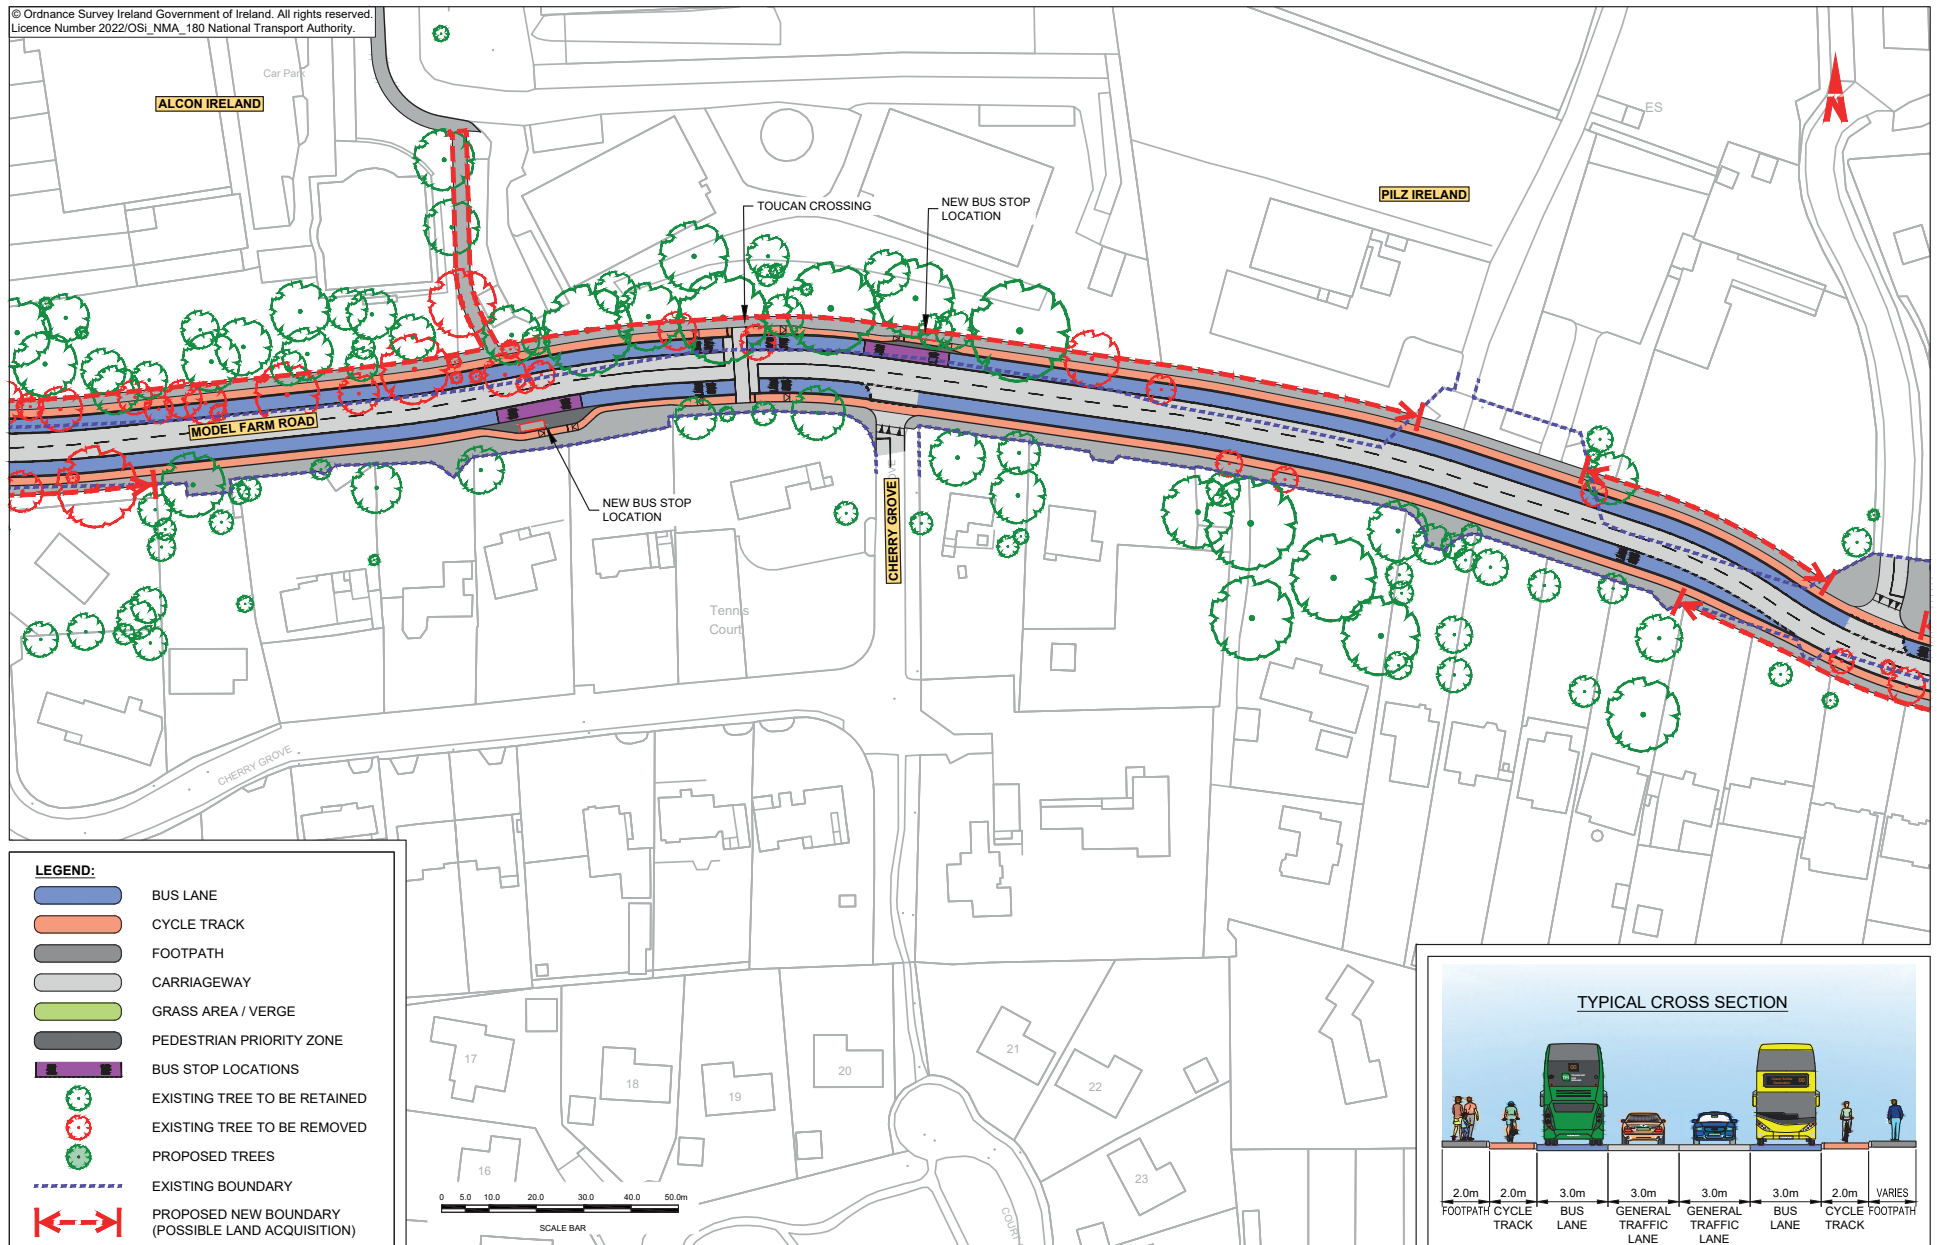 © Ordnance Survey Ireland Government of Ireland. All rights reserved.
Licence Number 2022/OSi_NMA_180 National Transport Authority.
Car Park
ALCON IRELAND
ES
PILZ IRELAND
N
TOUCAN CROSSING
NEW BUS STOP
LOCATION
MODEL FARM ROAD
NEW BUS STOP
LOCATION
CHERRY GROVE
Tennis
Court
CHERRY GROVE
17
18
19
20
21
22
16
23
COURT
LEGEND:
BUS LANE
CYCLE TRACK
FOOTPATH
CARRIAGEWAY
GRASS AREA / VERGE
PEDESTRIAN PRIORITY ZONE
BUS STOP LOCATIONS
EXISTING TREE TO BE RETAINED
EXISTING TREE TO BE REMOVED
PROPOSED TREES
EXISTING BOUNDARY
PROPOSED NEW BOUNDARY
(POSSIBLE LAND ACQUISITION)
0 5.0 10.0 20.0 30.0 40.0 50.0m
SCALE BAR
TYPICAL CROSS SECTION
2.0m 2.0m 3.0m 3.0m 3.0m 3.0m 2.0m VARIES
FOOTPATH CYCLE BUS GENERAL GENERAL BUS CYCLE FOOTPATH
TRACK LANE TRAFFIC TRAFFIC LANE TRACK
LANE LANE